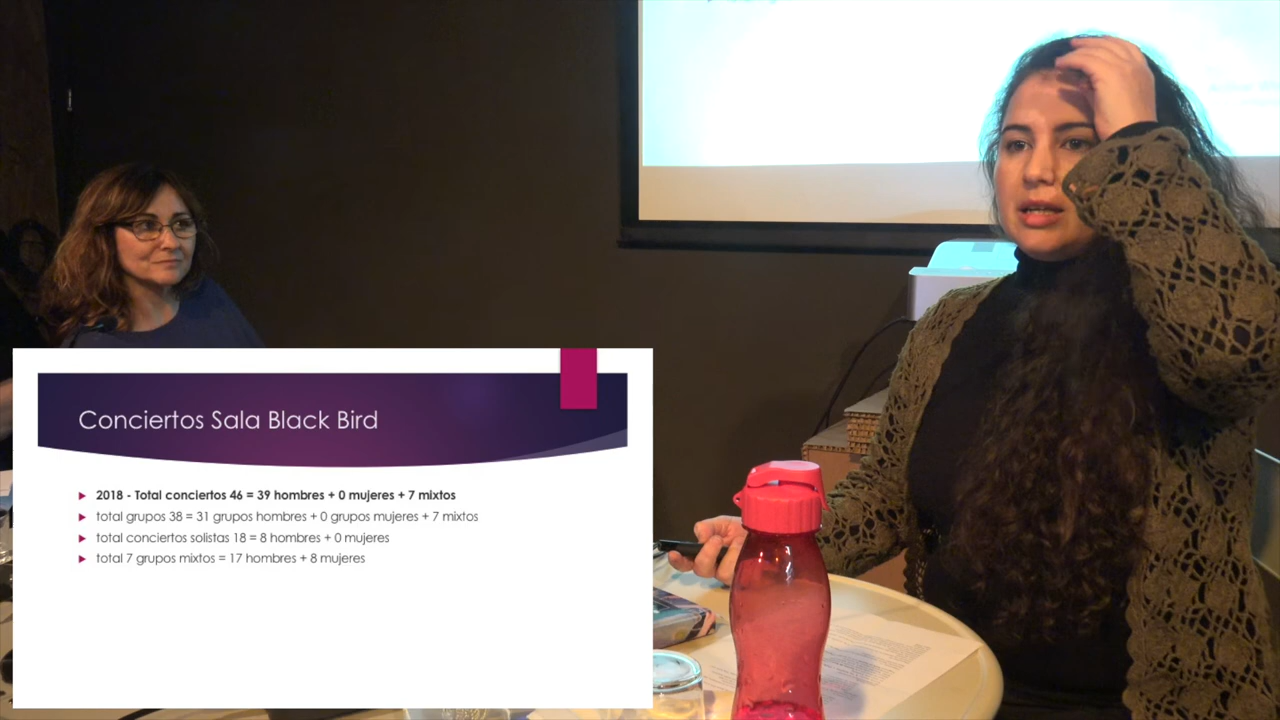 Conciertos Sala Black Bird
2018 - Total conciertos 46 = 39 hombres + 0 mujeres + 7 mixtos
total grupos 38 = 31 grupos hombres + 0 grupos mujeres + 7 mixtos
total conciertos solistas 18 = 8 hombres + 0 mujeres
total 7 grupos mixtos = 17 hombres + 8 mujeres